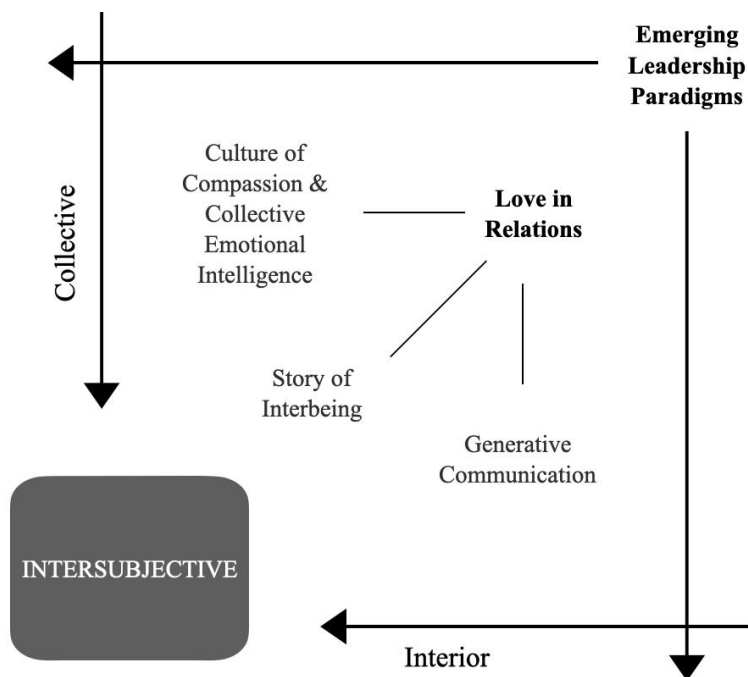 Emerging
Leadership
Paradigms
Collective
Culture of
Compassion &
Collective
Emotional
Intelligence
Love in
Relations
Story of
Interbeing
Generative
Communication
INTERSUBJECTIVE
Interior